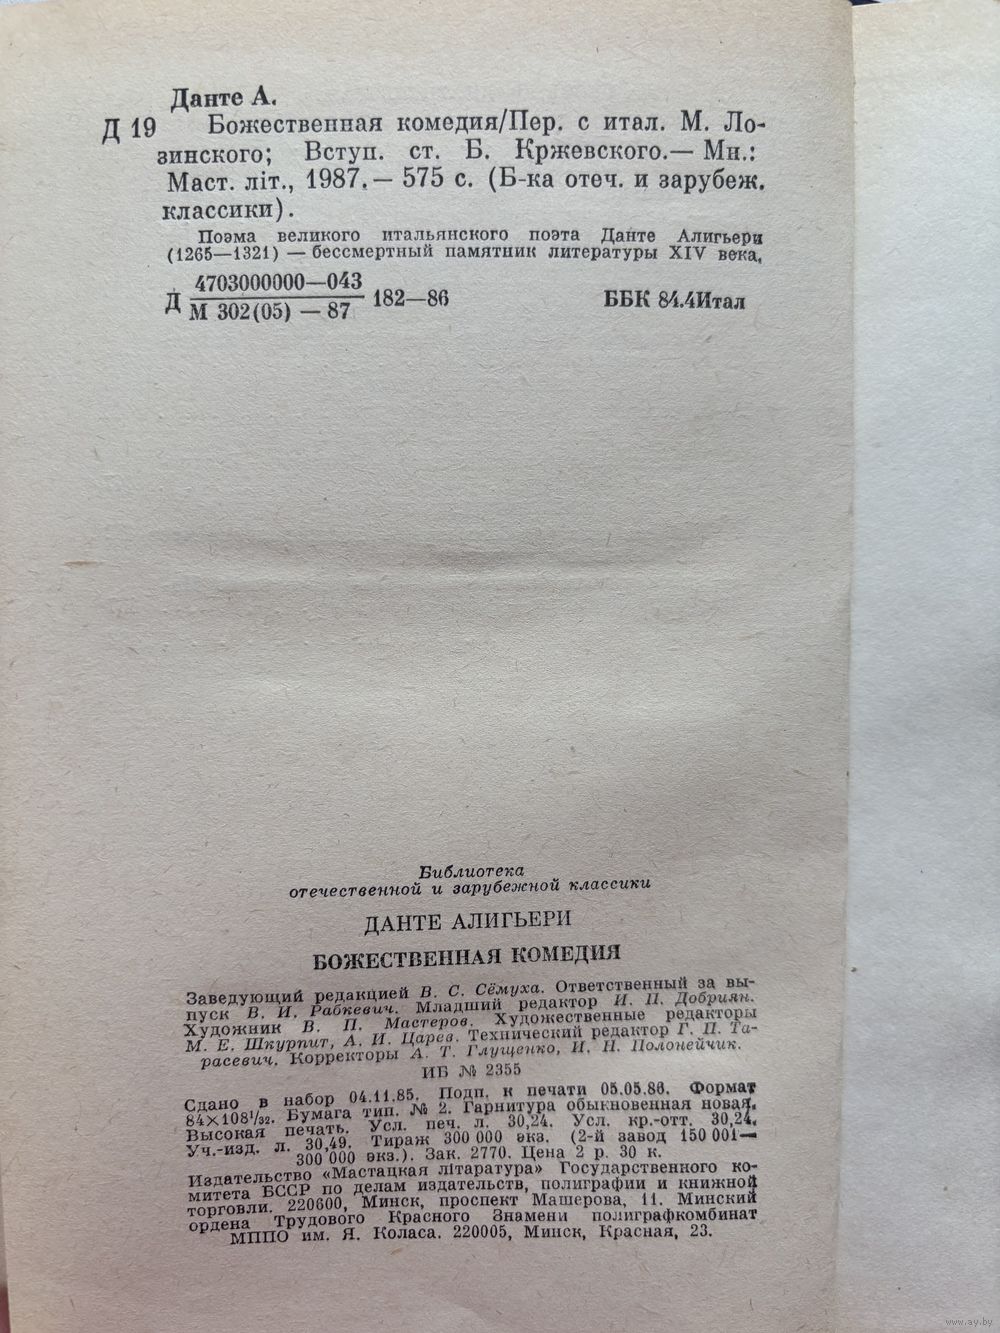 Данте А.
Д 19 Божественная комедия/Пер. с итал. М. Ло-
зинского; Вступ. ст. Б. Кржевского.— Мн.:
Маст. літ., 1987.— 575 с. (Б-ка отеч. и зарубеж.
классики).
Поэма великого итальянского поэта Данте Алигьери
(1265—1321) — бессмертный памятник литературы XIV века.
4703000000—043
Д 182—86 ББК 84.4Итал
М 302(05) — 87
Библиотека
отечественной и зарубежной классики
ДАНТЕ АЛИГЬЕРИ
БОЖЕСТВЕННАЯ КОМЕДИЯ
Заведующий редакцией В. С. Сёмуха. Ответственный за вы-
пуск В. И. Рабкевич. Младший редактор И. П. Добриян.
Художник В. П. Мастеров. Художественные редакторы
М. Е. Шкурпит, А. И. Царев. Технический редактор Г. П. Та-
расевич. Корректоры А. Т. Глущенко, И. Н. Полонейчик.
ИБ № 2355
Сдано в набор 04.11.85. Подп. к печати 05.05.86. Формат
84×108¹/₃₂. Бумага тип. № 2. Гарнитура обыкновенная новая.
Высокая печать. Усл. печ. л. 30,24. Усл. кр.-отт. 30,24.
Уч.-изд. л. 30,49. Тираж 300 000 экз. (2-й завод 150 001—
300 000 экз.). Зак. 2770. Цена 2 р. 30 к.
Издательство «Мастацкая літаратура» Государственного ко-
митета БССР по делам издательств, полиграфии и книжной
торговли. 220600, Минск, проспект Машерова, 11. Минский
ордена Трудового Красного Знамени полиграфкомбинат
МППО им. Я. Коласа. 220005, Минск, Красная, 23.
www.ay.by